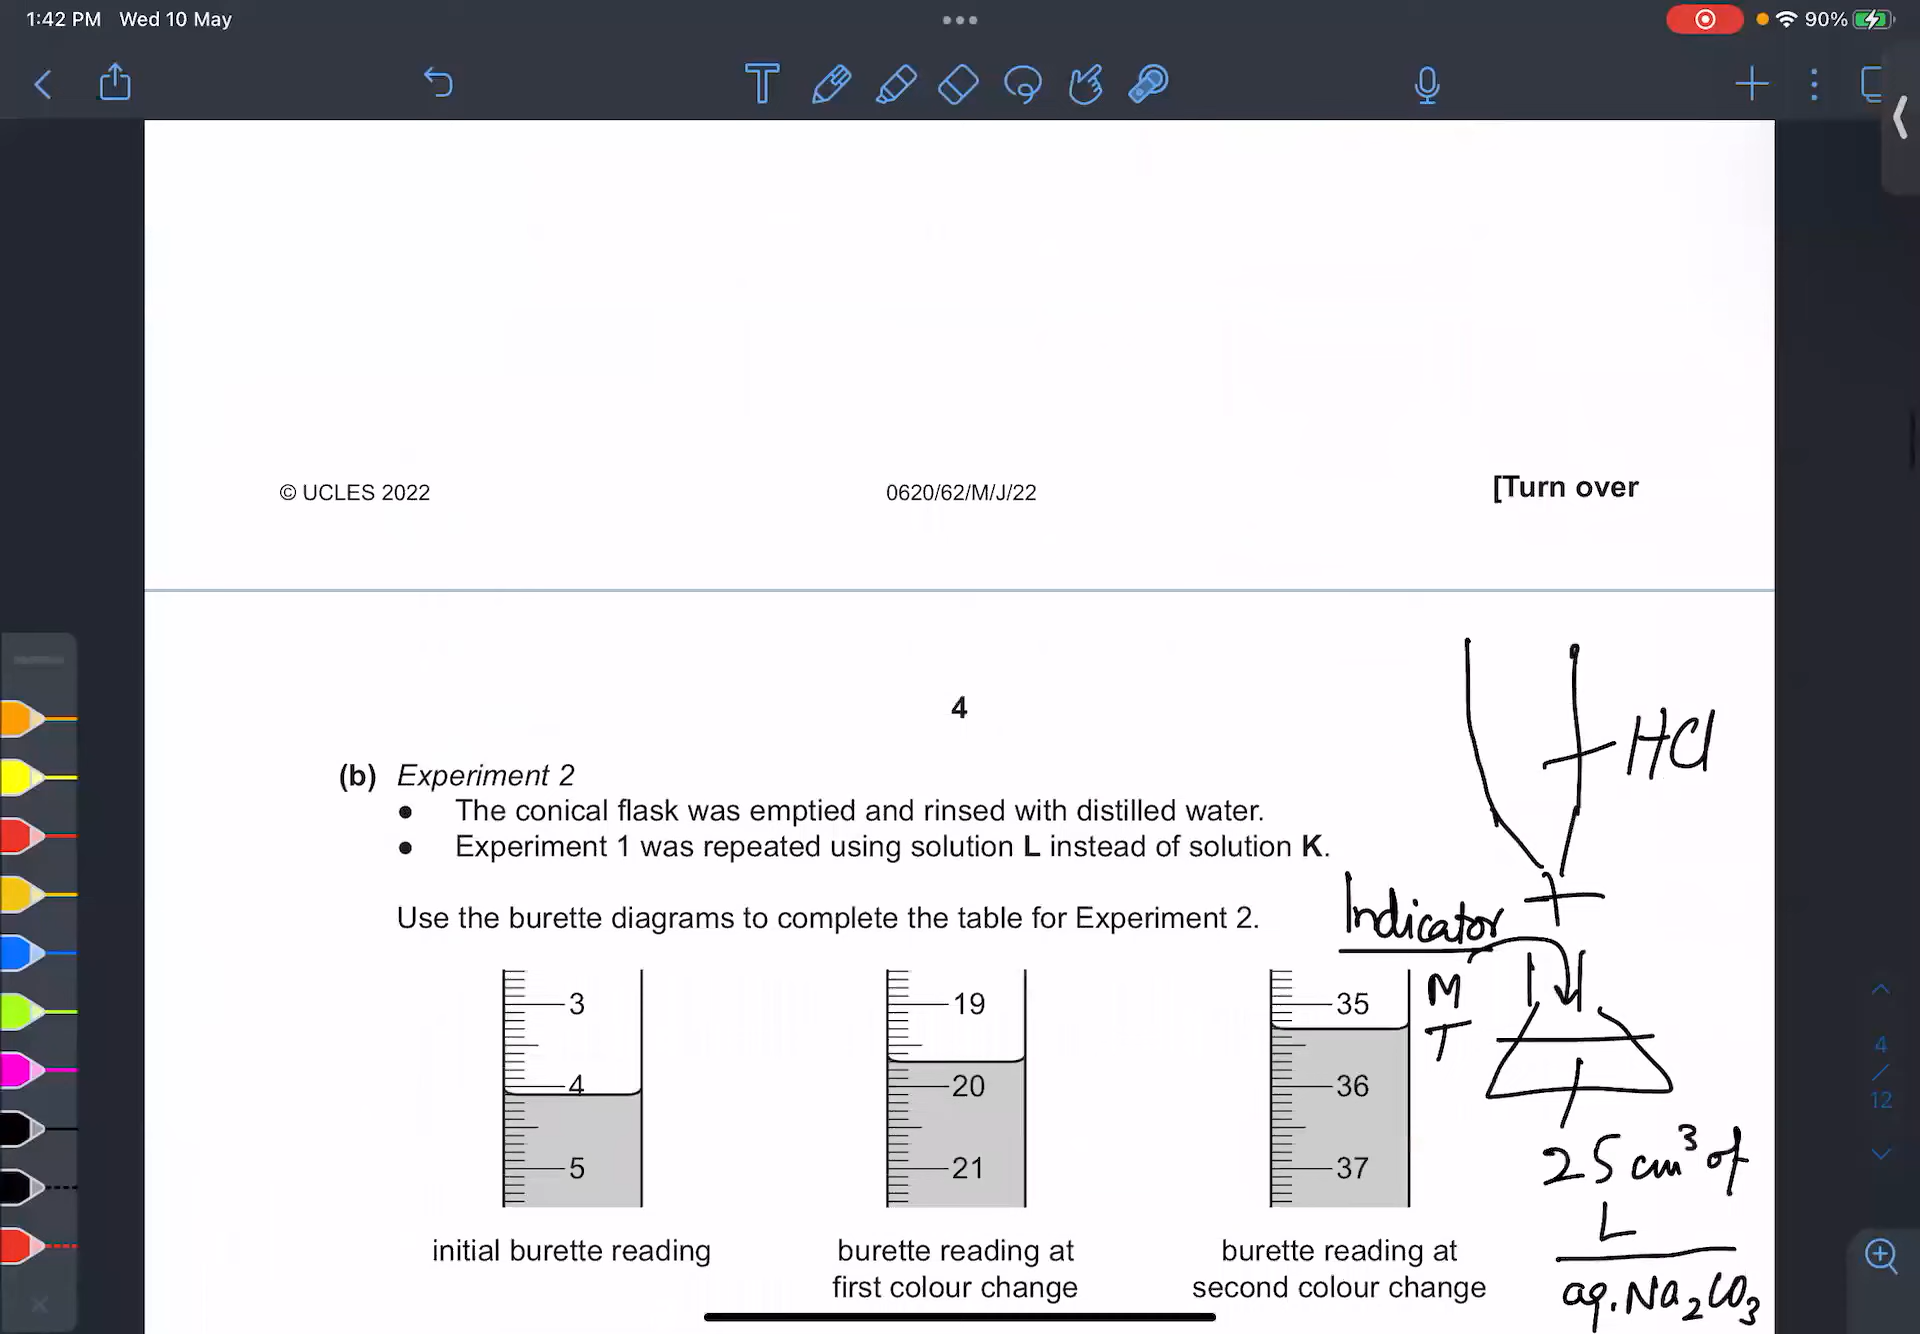 1:42 PM Wed 10 May
90%
© UCLES 2022
0620/62/M/J/22
[Turn over
4
(b) Experiment 2
• The conical flask was emptied and rinsed with distilled water.
• Experiment 1 was repeated using solution L instead of solution K.
Use the burette diagrams to complete the table for Experiment 2.
3
4
5
initial burette reading
19
20
21
burette reading at
first colour change
35
36
37
burette reading at
second colour change
HCl
Indicator
M
T
25 cm³ of
L
aq. Na₂CO₃
4
/
12